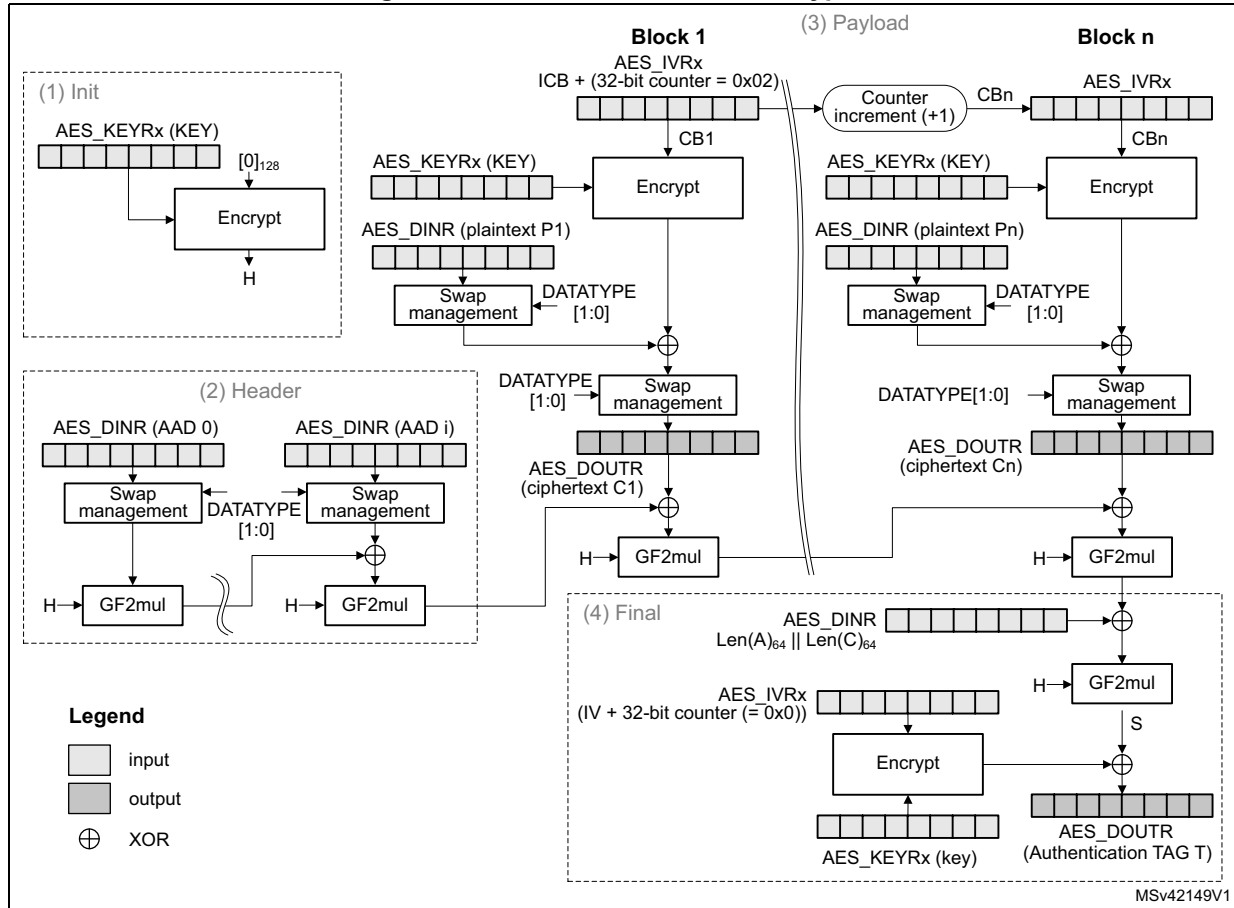 (3) Payload
Block 1
Block n
AES_IVRx
ICB + (32-bit counter = 0x02)
Counter
increment (+1)
CBn
AES_IVRx
CB1
CBn
(1) Init
AES_KEYRx (KEY)
[0]128
Encrypt
H
AES_KEYRx (KEY)
Encrypt
AES_KEYRx (KEY)
Encrypt
AES_DINR (plaintext P1)
Swap
management
DATATYPE
[1:0]
AES_DINR (plaintext Pn)
Swap
management
DATATYPE
[1:0]
DATATYPE
[1:0]
Swap
management
DATATYPE[1:0]
Swap
management
AES_DOUTR
(ciphertext C1)
AES_DOUTR
(ciphertext Cn)
(2) Header
AES_DINR (AAD 0)
AES_DINR (AAD i)
Swap
management
DATATYPE
[1:0]
Swap
management
H
GF2mul
H
GF2mul
H
GF2mul
H
GF2mul
(4) Final
AES_DINR
Len(A)64 || Len(C)64
H
GF2mul
AES_IVRx
(IV + 32-bit counter (= 0x0))
S
Encrypt
AES_KEYRx (key)
AES_DOUTR
(Authentication TAG T)
Legend
input
output
XOR
MSv42149V1